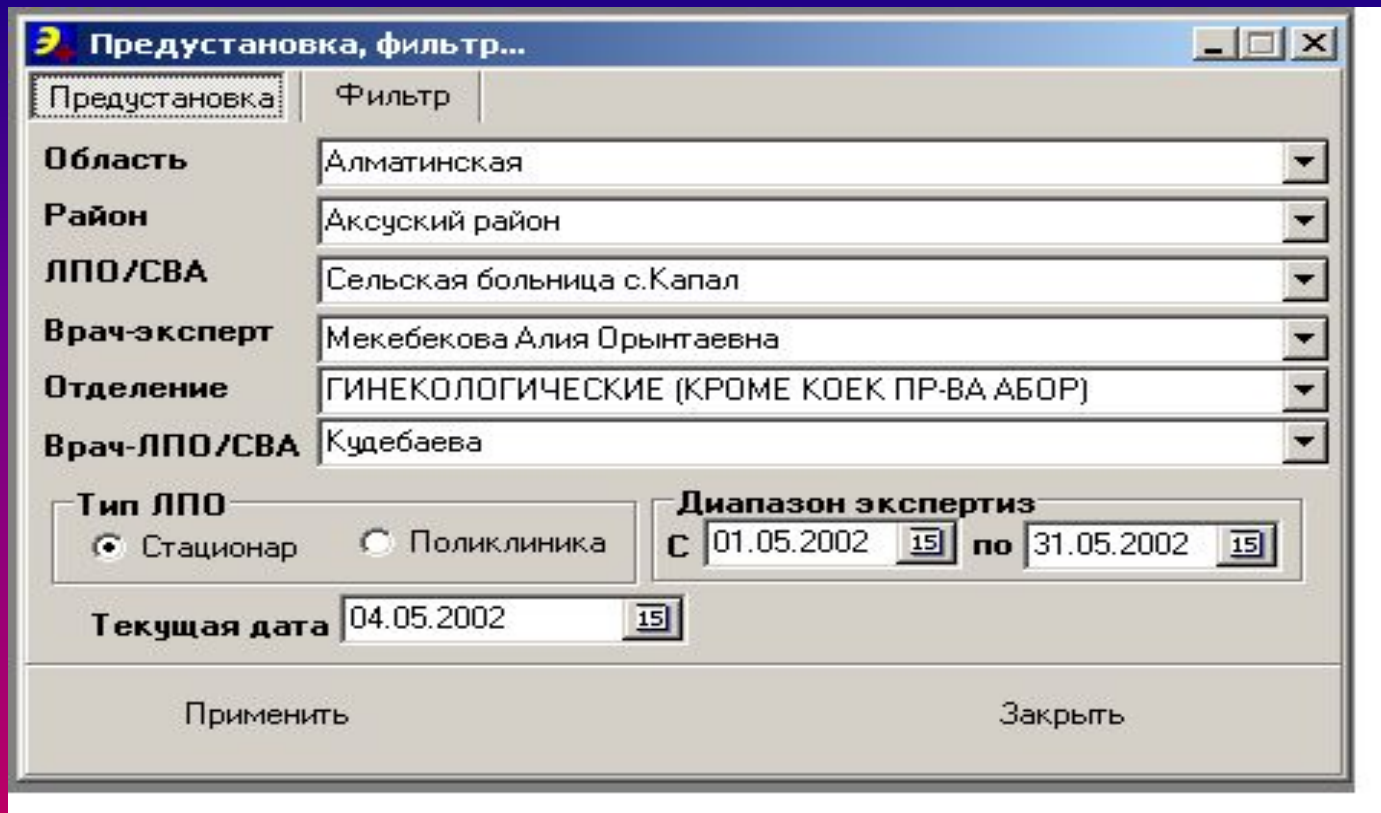 Э Предустановка, фильтр...
Предустановка Фильтр
Область Алматинская
Район Аксуский район
ЛПО/СВА Сельская больница с.Капал
Врач-эксперт Мекебекова Алия Орынтаевна
Отделение ГИНЕКОЛОГИЧЕСКИЕ (КРОМЕ КОЕК ПР-ВА АБОР)
Врач-ЛПО/СВА Кудебаева
Тип ЛПО Диапазон экспертиз
Стационар Поликлиника С 01.05.2002 15 по 31.05.2002 15
Текущая дата 04.05.2002 15
Применить Закрыть